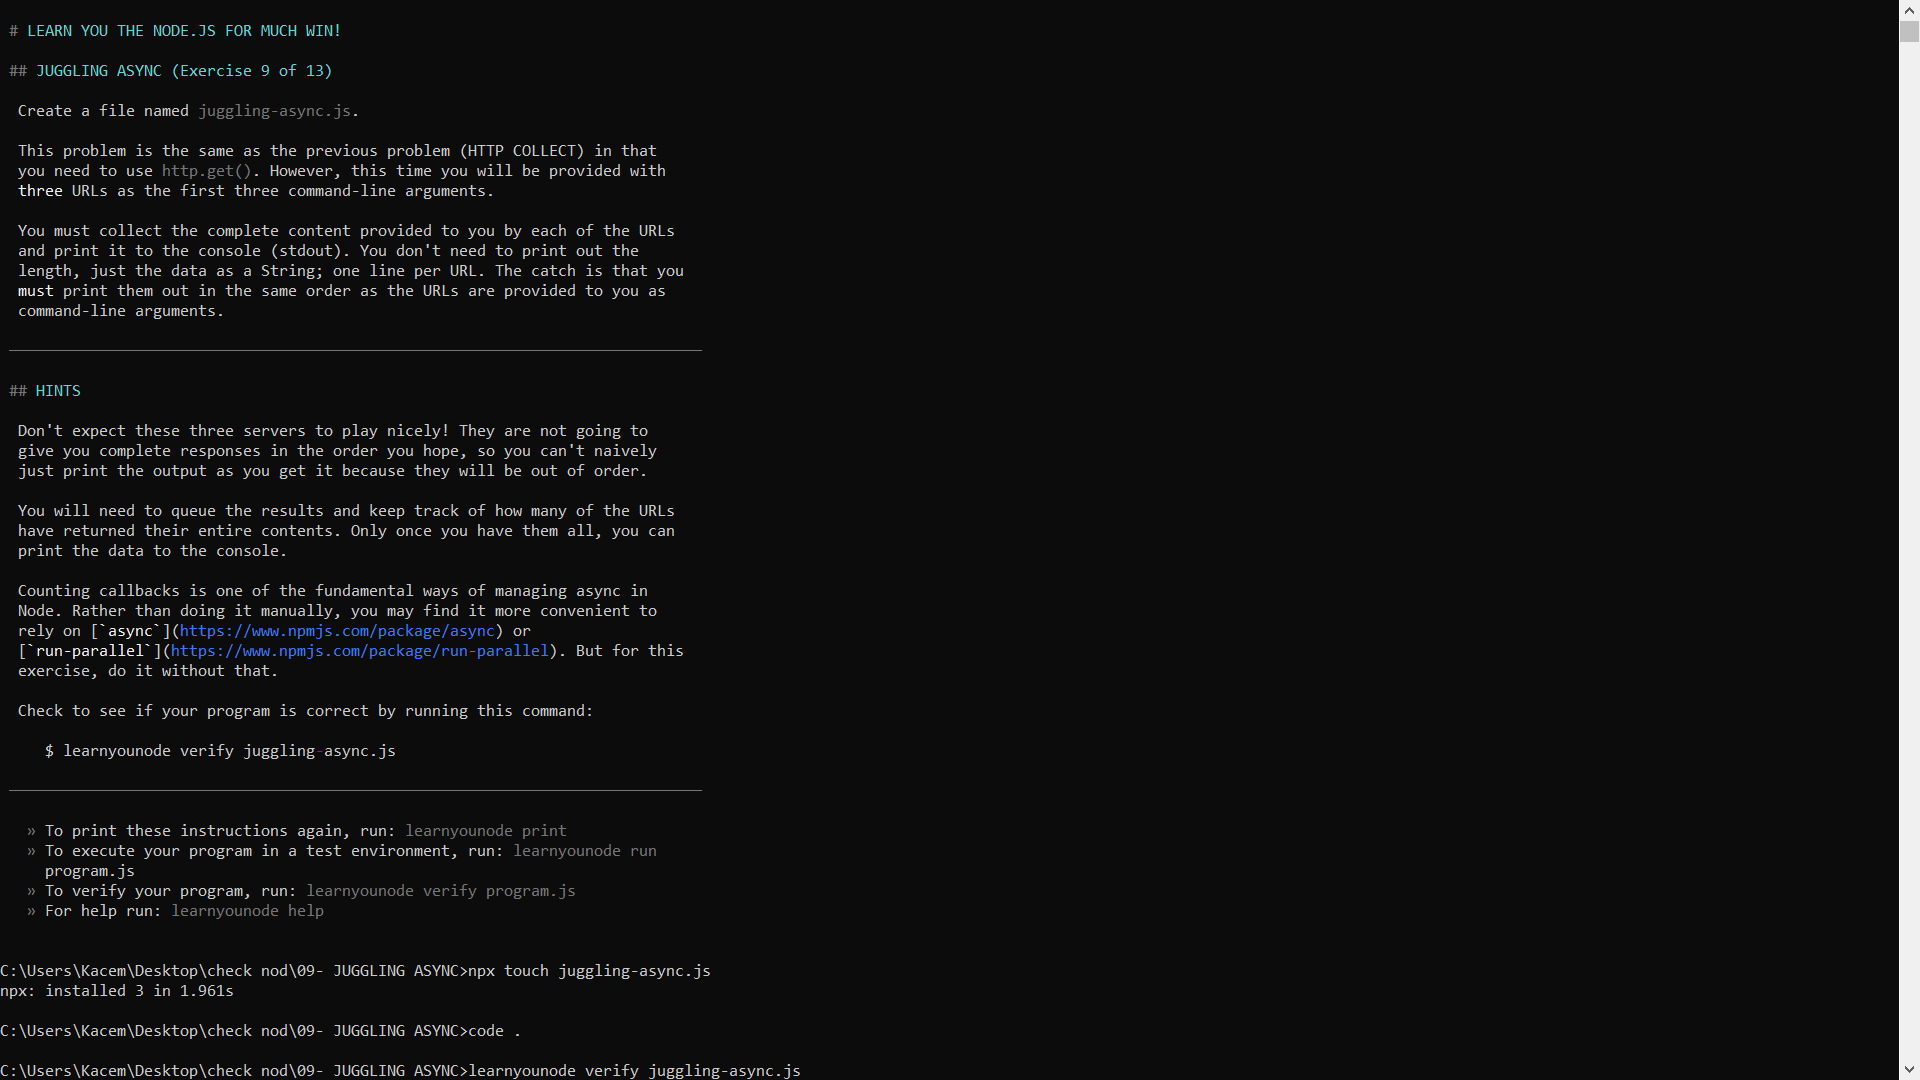 # LEARN YOU THE NODE.JS FOR MUCH WIN!
## JUGGLING ASYNC (Exercise 9 of 13)
Create a file named juggling-async.js.
This problem is the same as the previous problem (HTTP COLLECT) in that
you need to use http.get(). However, this time you will be provided with
three URLs as the first three command-line arguments.
You must collect the complete content provided to you by each of the URLs
and print it to the console (stdout). You don't need to print out the
length, just the data as a String; one line per URL. The catch is that you
must print them out in the same order as the URLs are provided to you as
command-line arguments.
## HINTS
Don't expect these three servers to play nicely! They are not going to
give you complete responses in the order you hope, so you can't naively
just print the output as you get it because they will be out of order.
You will need to queue the results and keep track of how many of the URLs
have returned their entire contents. Only once you have them all, you can
print the data to the console.
Counting callbacks is one of the fundamental ways of managing async in
Node. Rather than doing it manually, you may find it more convenient to
rely on [`async`](https://www.npmjs.com/package/async) or
[`run-parallel`](https://www.npmjs.com/package/run-parallel). But for this
exercise, do it without that.
Check to see if your program is correct by running this command:
$ learnyounode verify juggling-async.js
» To print these instructions again, run: learnyounode print
» To execute your program in a test environment, run: learnyounode run
program.js
» To verify your program, run: learnyounode verify program.js
» For help run: learnyounode help
C:\Users\Kacem\Desktop\check nod\09- JUGGLING ASYNC>npx touch juggling-async.js
npx: installed 3 in 1.961s
C:\Users\Kacem\Desktop\check nod\09- JUGGLING ASYNC>code .
C:\Users\Kacem\Desktop\check nod\09- JUGGLING ASYNC>learnyounode verify juggling-async.js